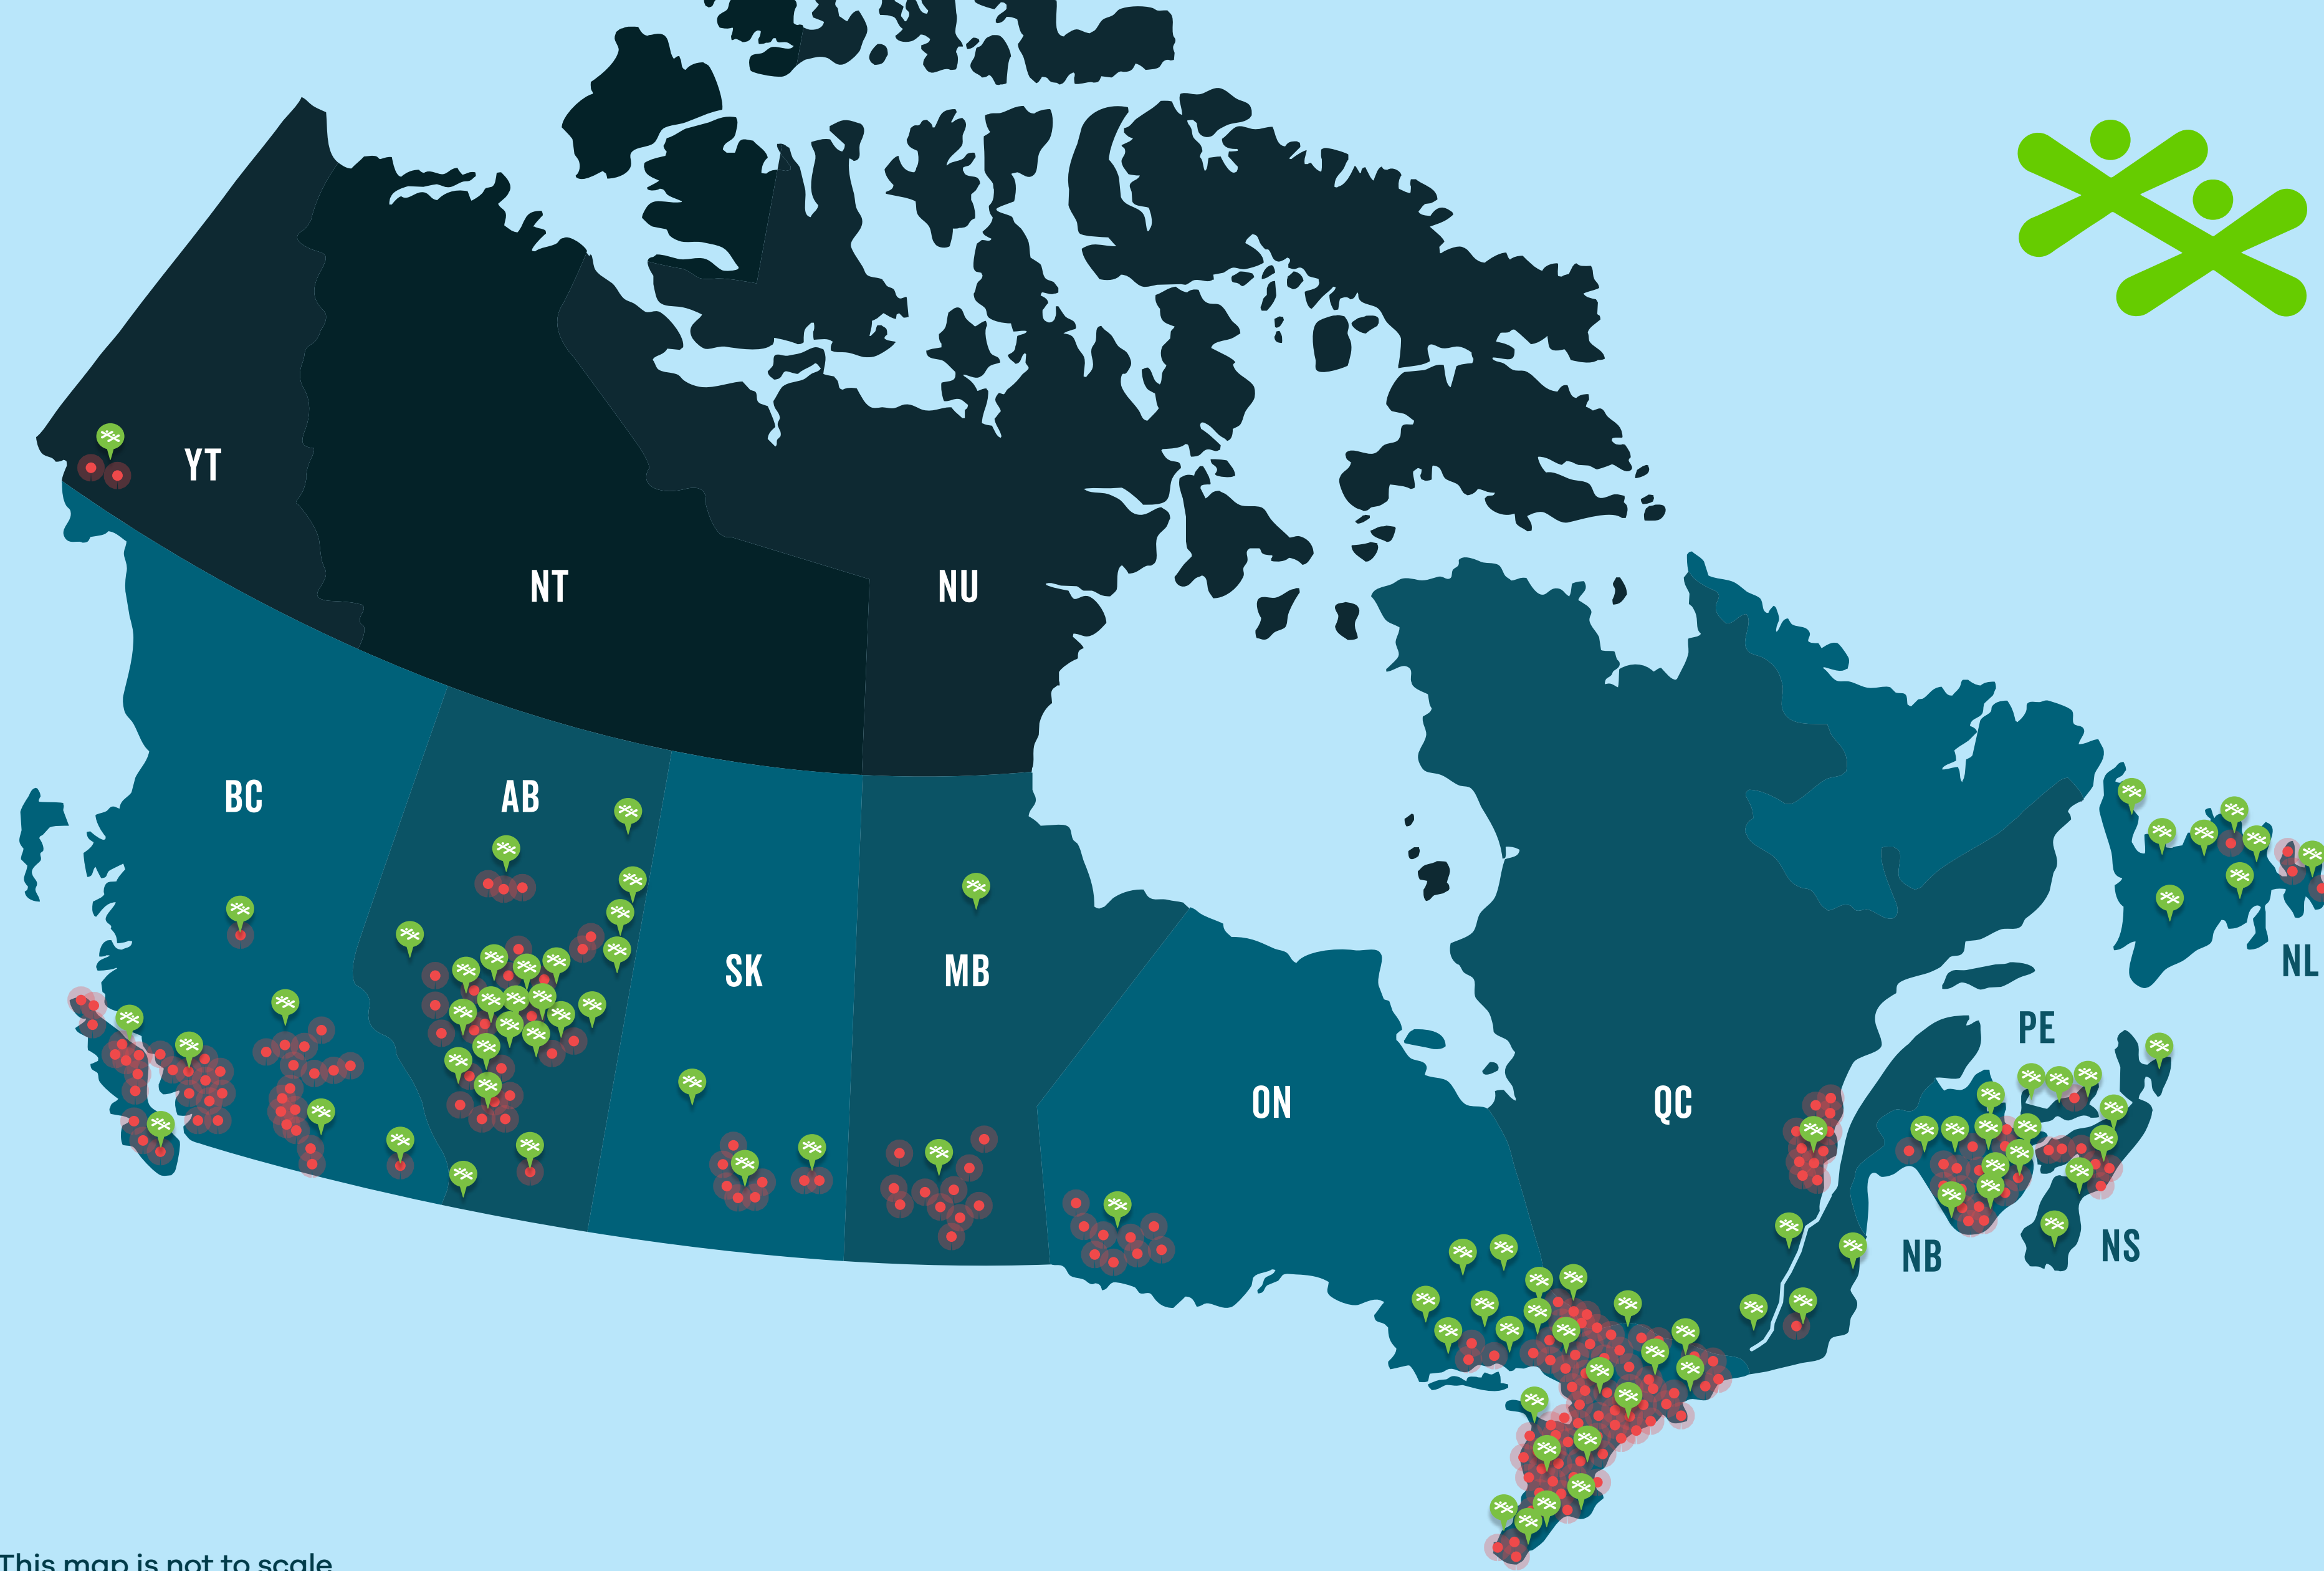 YT
NT
NU
BC
AB
SK
MB
ON
QC
NL
PE
NB
NS
This map is not to scale